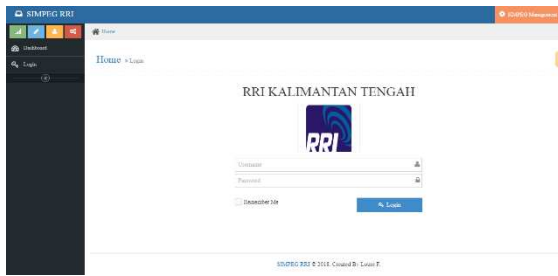 SIMPEG RRI
SIMPEG Management
Home
Dashboard
Login
Home » Login
RRI KALIMANTAN TENGAH
RRI
Username
Password
Remember Me
Login
SIMPEG RRI © 2018. Created By